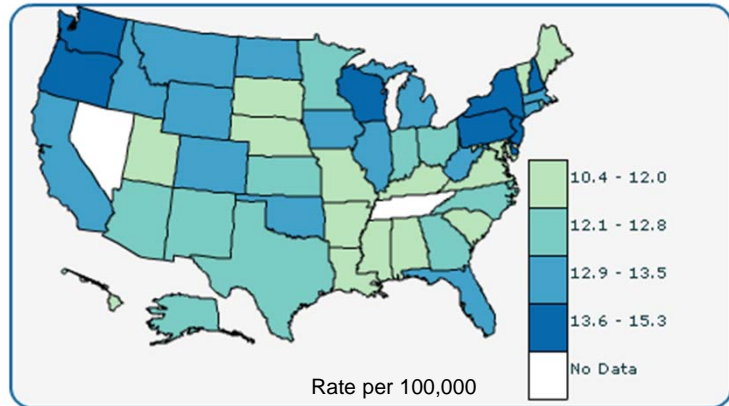 10.4 - 12.0
12.1 - 12.8
12.9 - 13.5
13.6 - 15.3
No Data
Rate per 100,000